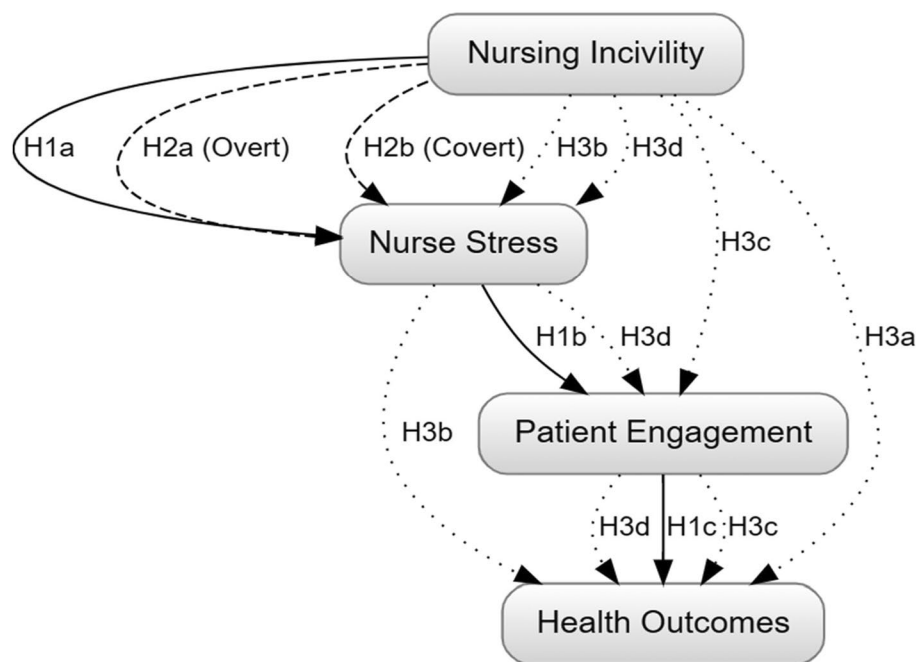 Nursing Incivility
H1a
H2a (Overt)
H2b (Covert)
H3b
H3d
Nurse Stress
H3c
H1b
H3d
H3a
H3b
Patient Engagement
H3d
H1c
H3c
Health Outcomes